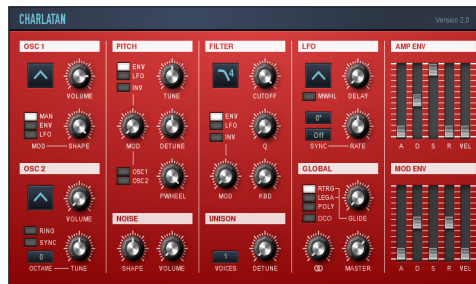 CHARLATAN
Version 2.0
OSC 1
VOLUME
MAN
ENV
LFO
MOD
SHAPE
OSC 2
VOLUME
RING
SYNC
0
OCTAVE
TUNE
PITCH
ENV
LFO
INV
TUNE
MOD
DETUNE
OSC1
OSC2
PWHEEL
NOISE
SHAPE
VOLUME
FILTER
4
CUTOFF
ENV
LFO
INV
Q
MOD
KBD
UNISON
1
VOICES
DETUNE
LFO
MWHL
DELAY
0°
Off
SYNC
RATE
GLOBAL
RTRG
LEGA
POLY
DCO
GLIDE
MASTER
AMP ENV
A D S R VEL
MOD ENV
A D S R VEL